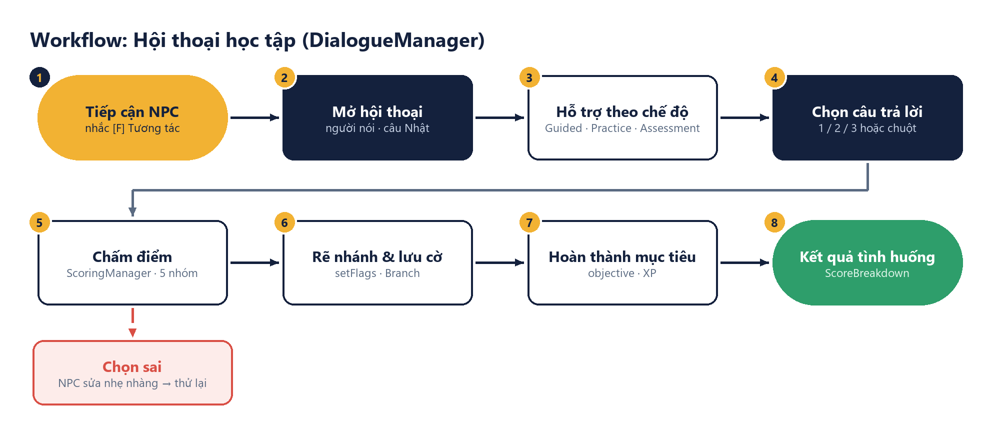 Workflow: Hội thoại học tập (DialogueManager)
1
Tiếp cận NPC
nhắc [F] Tương tác
2
Mở hội thoại
người nói · câu Nhật
3
Hỗ trợ theo chế độ
Guided · Practice · Assessment
4
Chọn câu trả lời
1 / 2 / 3 hoặc chuột
5
Chấm điểm
ScoringManager · 5 nhóm
6
Rẽ nhánh & lưu cờ
setFlags · Branch
7
Hoàn thành mục tiêu
objective · XP
8
Kết quả tình huống
ScoreBreakdown
Chọn sai
NPC sửa nhẹ nhàng → thử lại